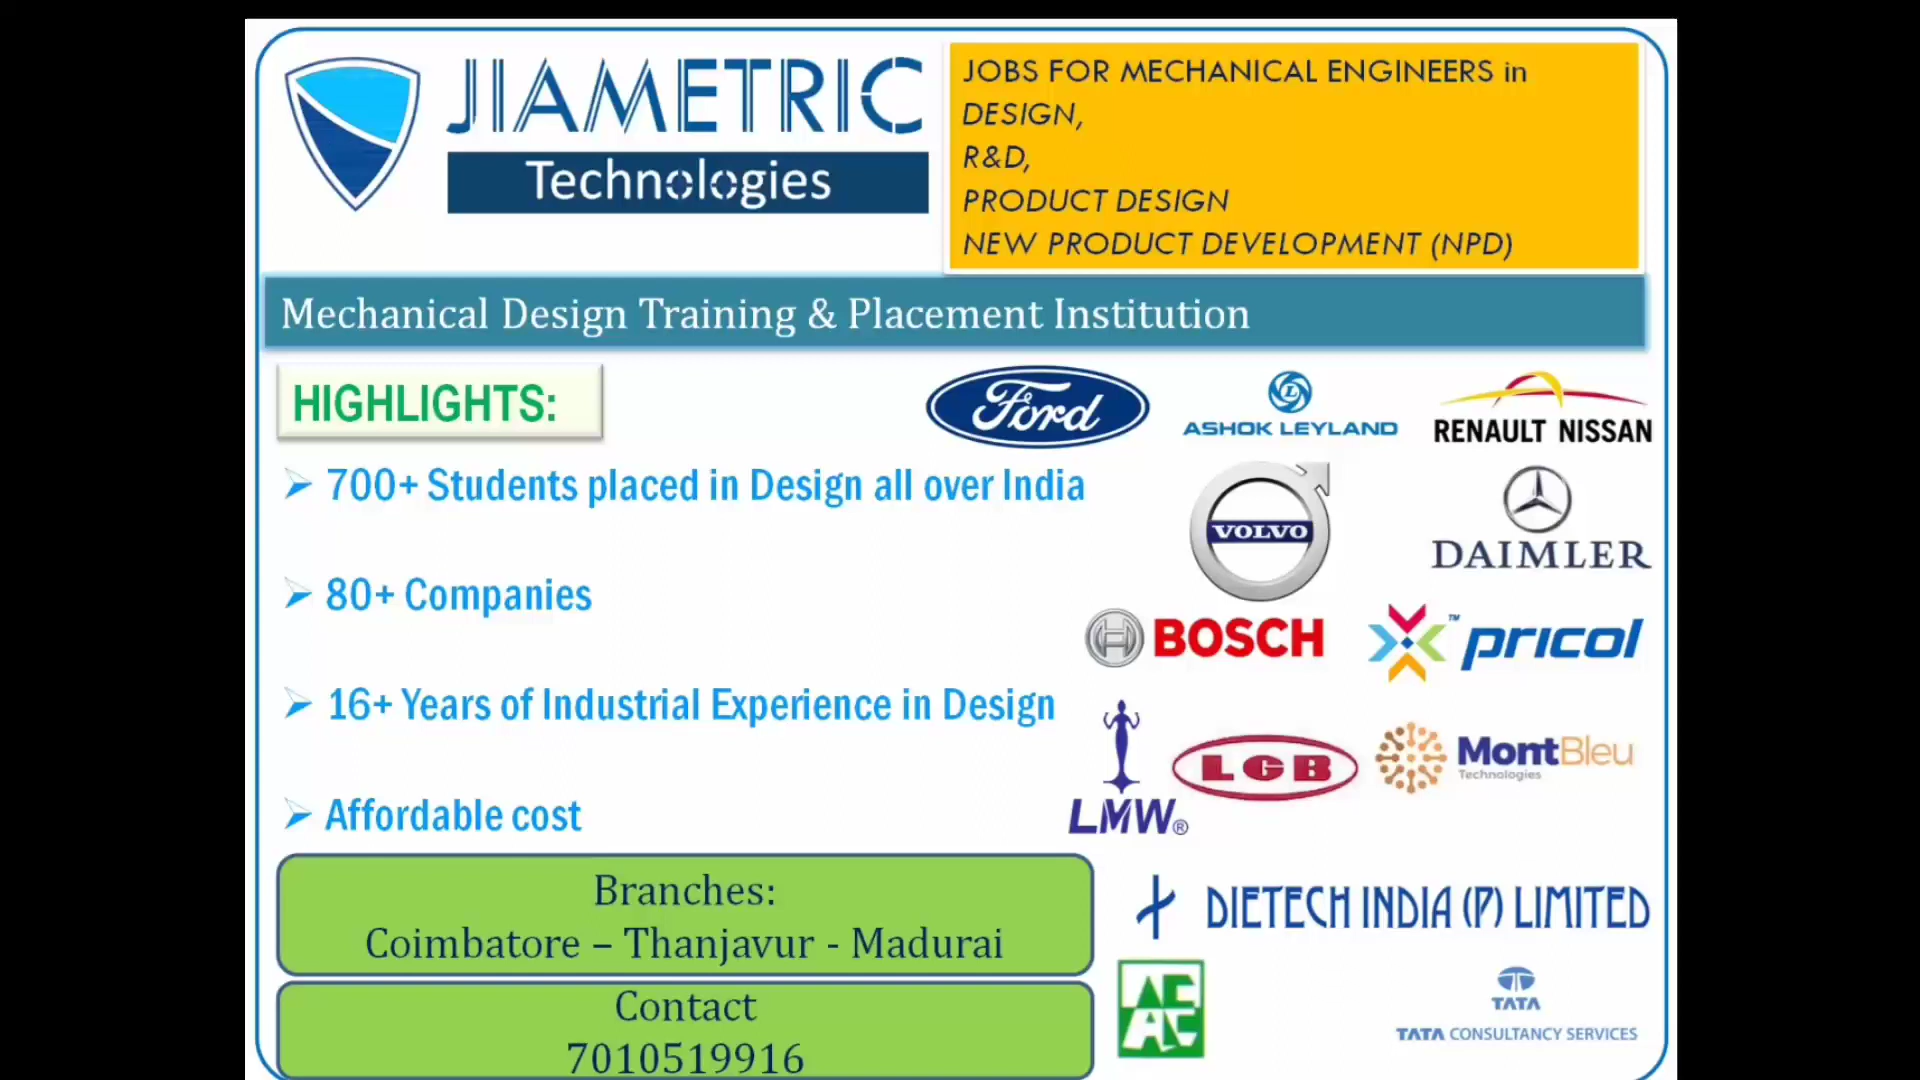 JIAMETRIC
Technologies
JOBS FOR MECHANICAL ENGINEERS in
DESIGN,
R&D,
PRODUCT DESIGN
NEW PRODUCT DEVELOPMENT (NPD)
Mechanical Design Training & Placement Institution
HIGHLIGHTS:
700+ Students placed in Design all over India
80+ Companies
16+ Years of Industrial Experience in Design
Affordable cost
Ford
ASHOK LEYLAND
RENAULT NISSAN
VOLVO
DAIMLER
BOSCH
pricol™
LMW®
LGB
MontBleu
Technologies
Branches:
Coimbatore – Thanjavur - Madurai
Contact
7010519916
DIETECH INDIA (P) LIMITED
TATA
TATA CONSULTANCY SERVICES